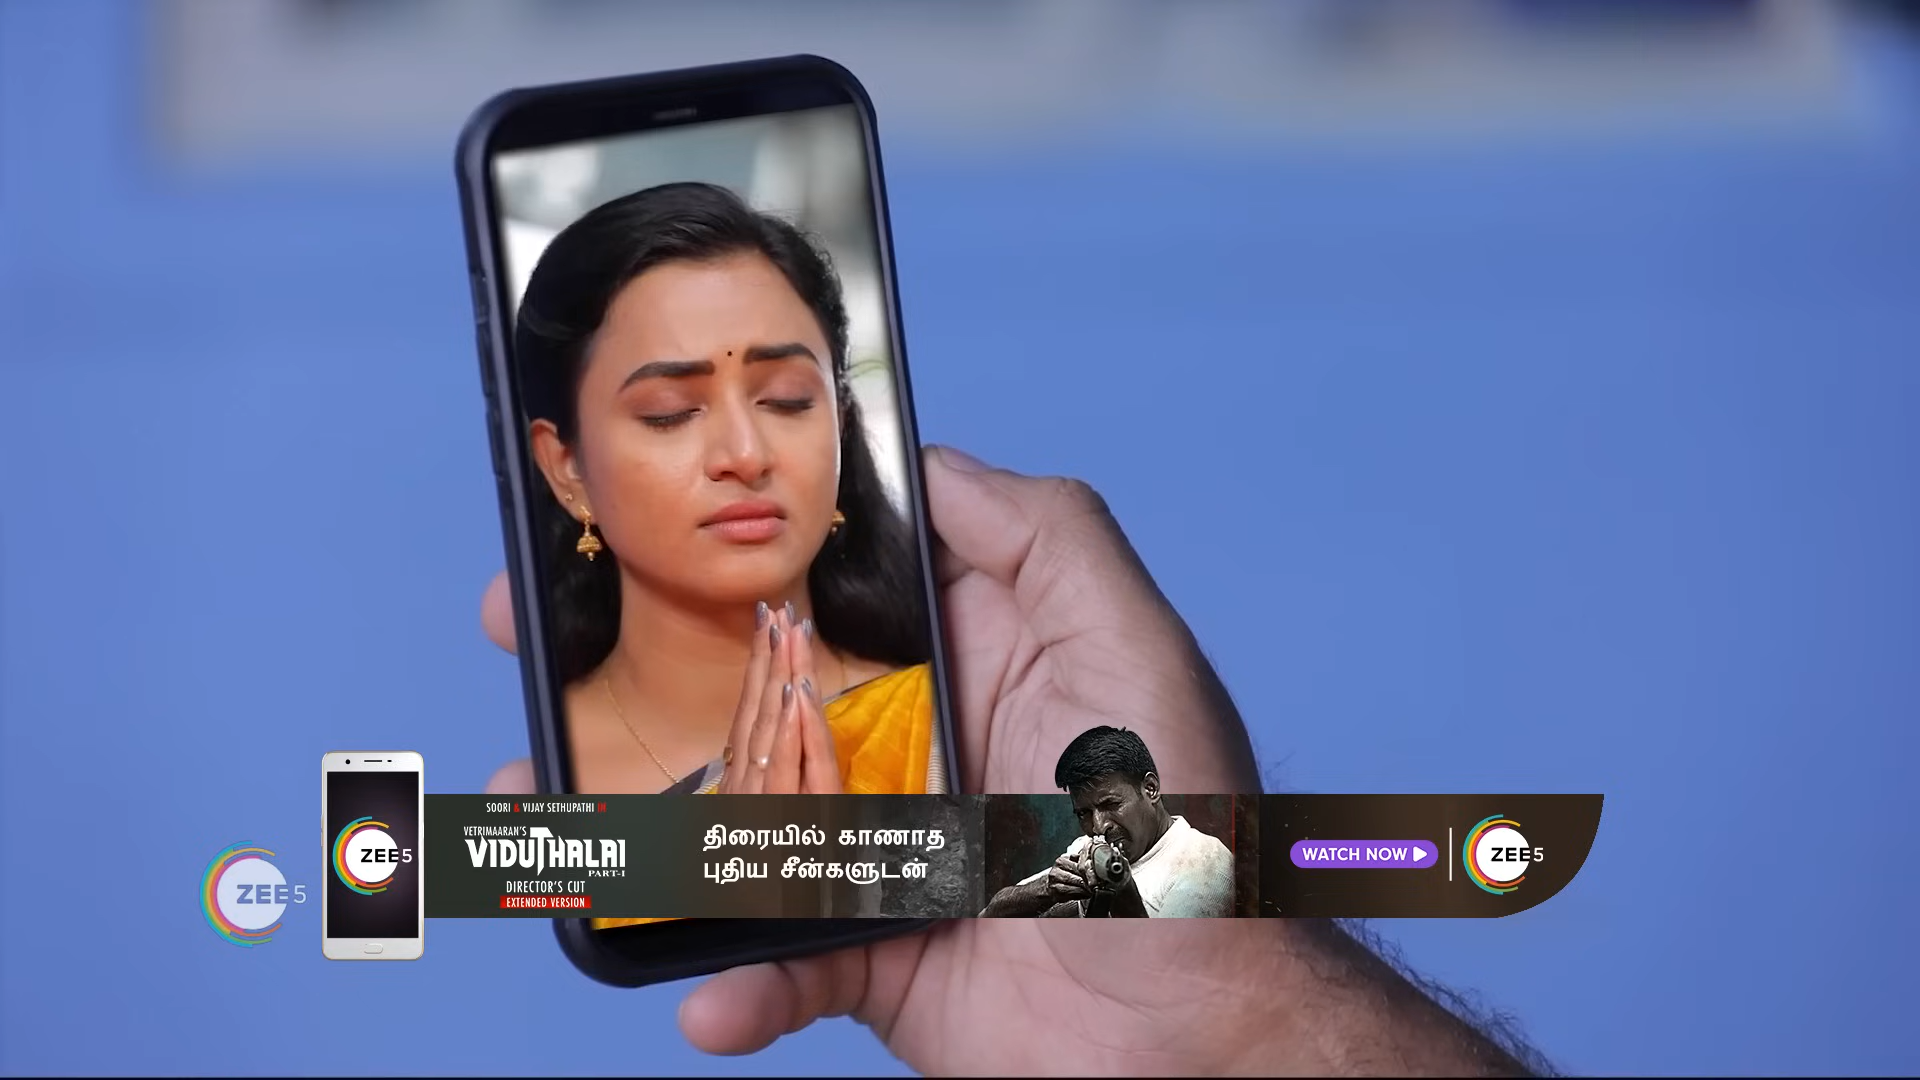 SOORI & VIJAY SETHUPATHI IN
VETRIMAARAN'S
VIDUTHALAI
PART-I
DIRECTOR'S CUT
EXTENDED VERSION
திரையில் காணாத
புதிய சீன்களுடன்
WATCH NOW
ZEE5
ZEE5
ZEE5